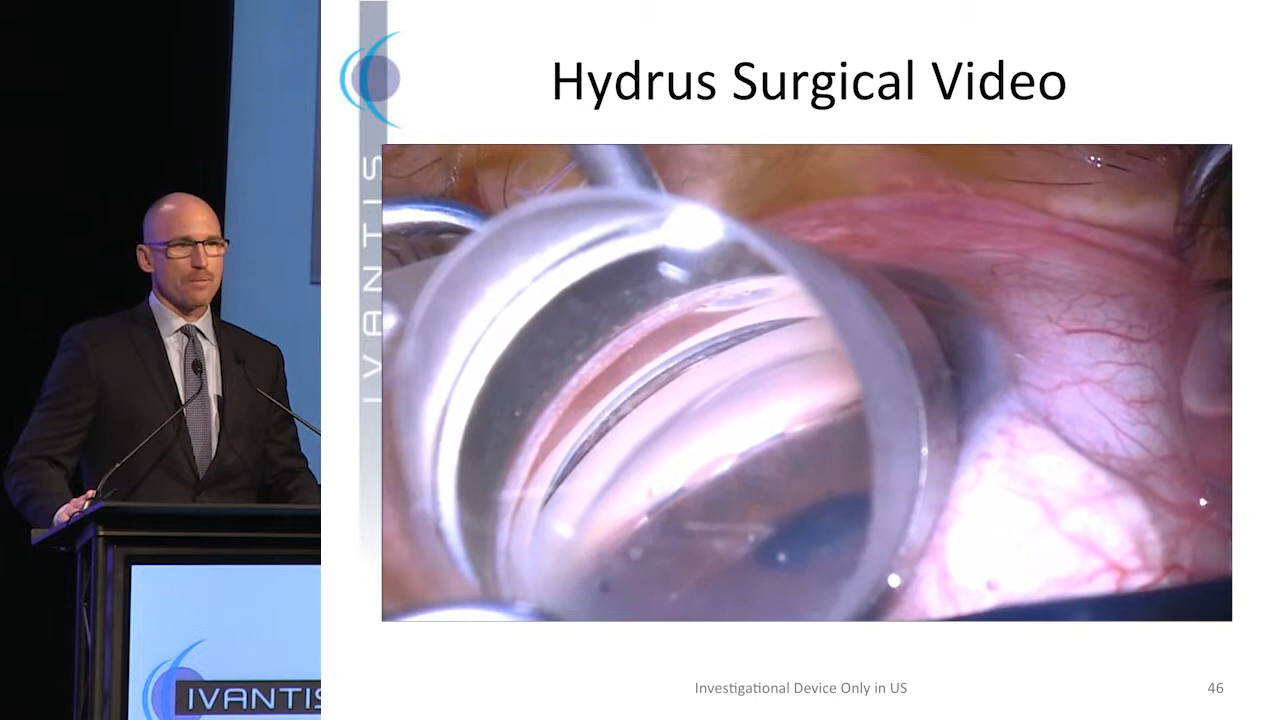 Hydrus Surgical Video
IVANTIS
Investigational Device Only in US
46
IVANTIS